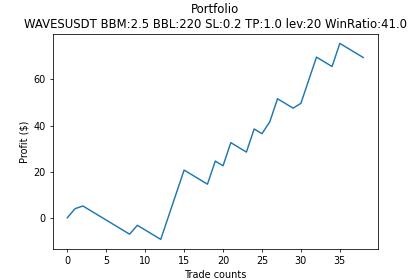 Portfolio
WAVESUSDT BBM:2.5 BBL:220 SL:0.2 TP:1.0 lev:20 WinRatio:41.0
Profit ($)
60
40
20
0
0 5 10 15 20 25 30 35
Trade counts